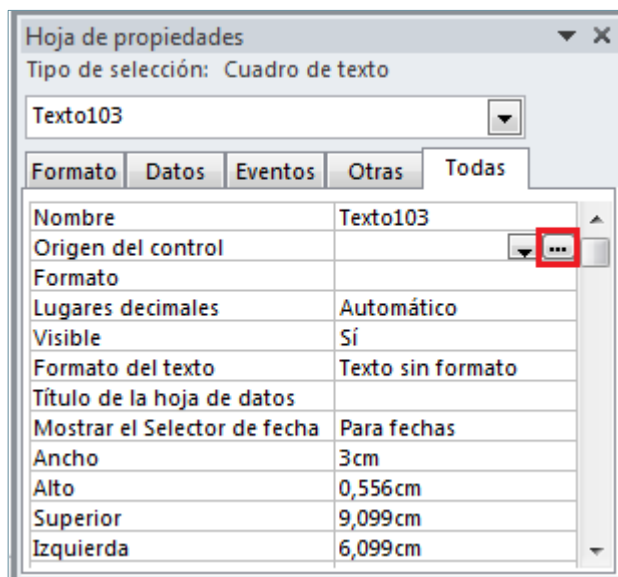 Hoja de propiedades
Tipo de selección: Cuadro de texto
Texto103
Formato Datos Eventos Otras Todas
Nombre Texto103
Origen del control
Formato
Lugares decimales Automático
Visible Sí
Formato del texto Texto sin formato
Título de la hoja de datos
Mostrar el Selector de fecha Para fechas
Ancho 3cm
Alto 0,556cm
Superior 9,099cm
Izquierda 6,099cm